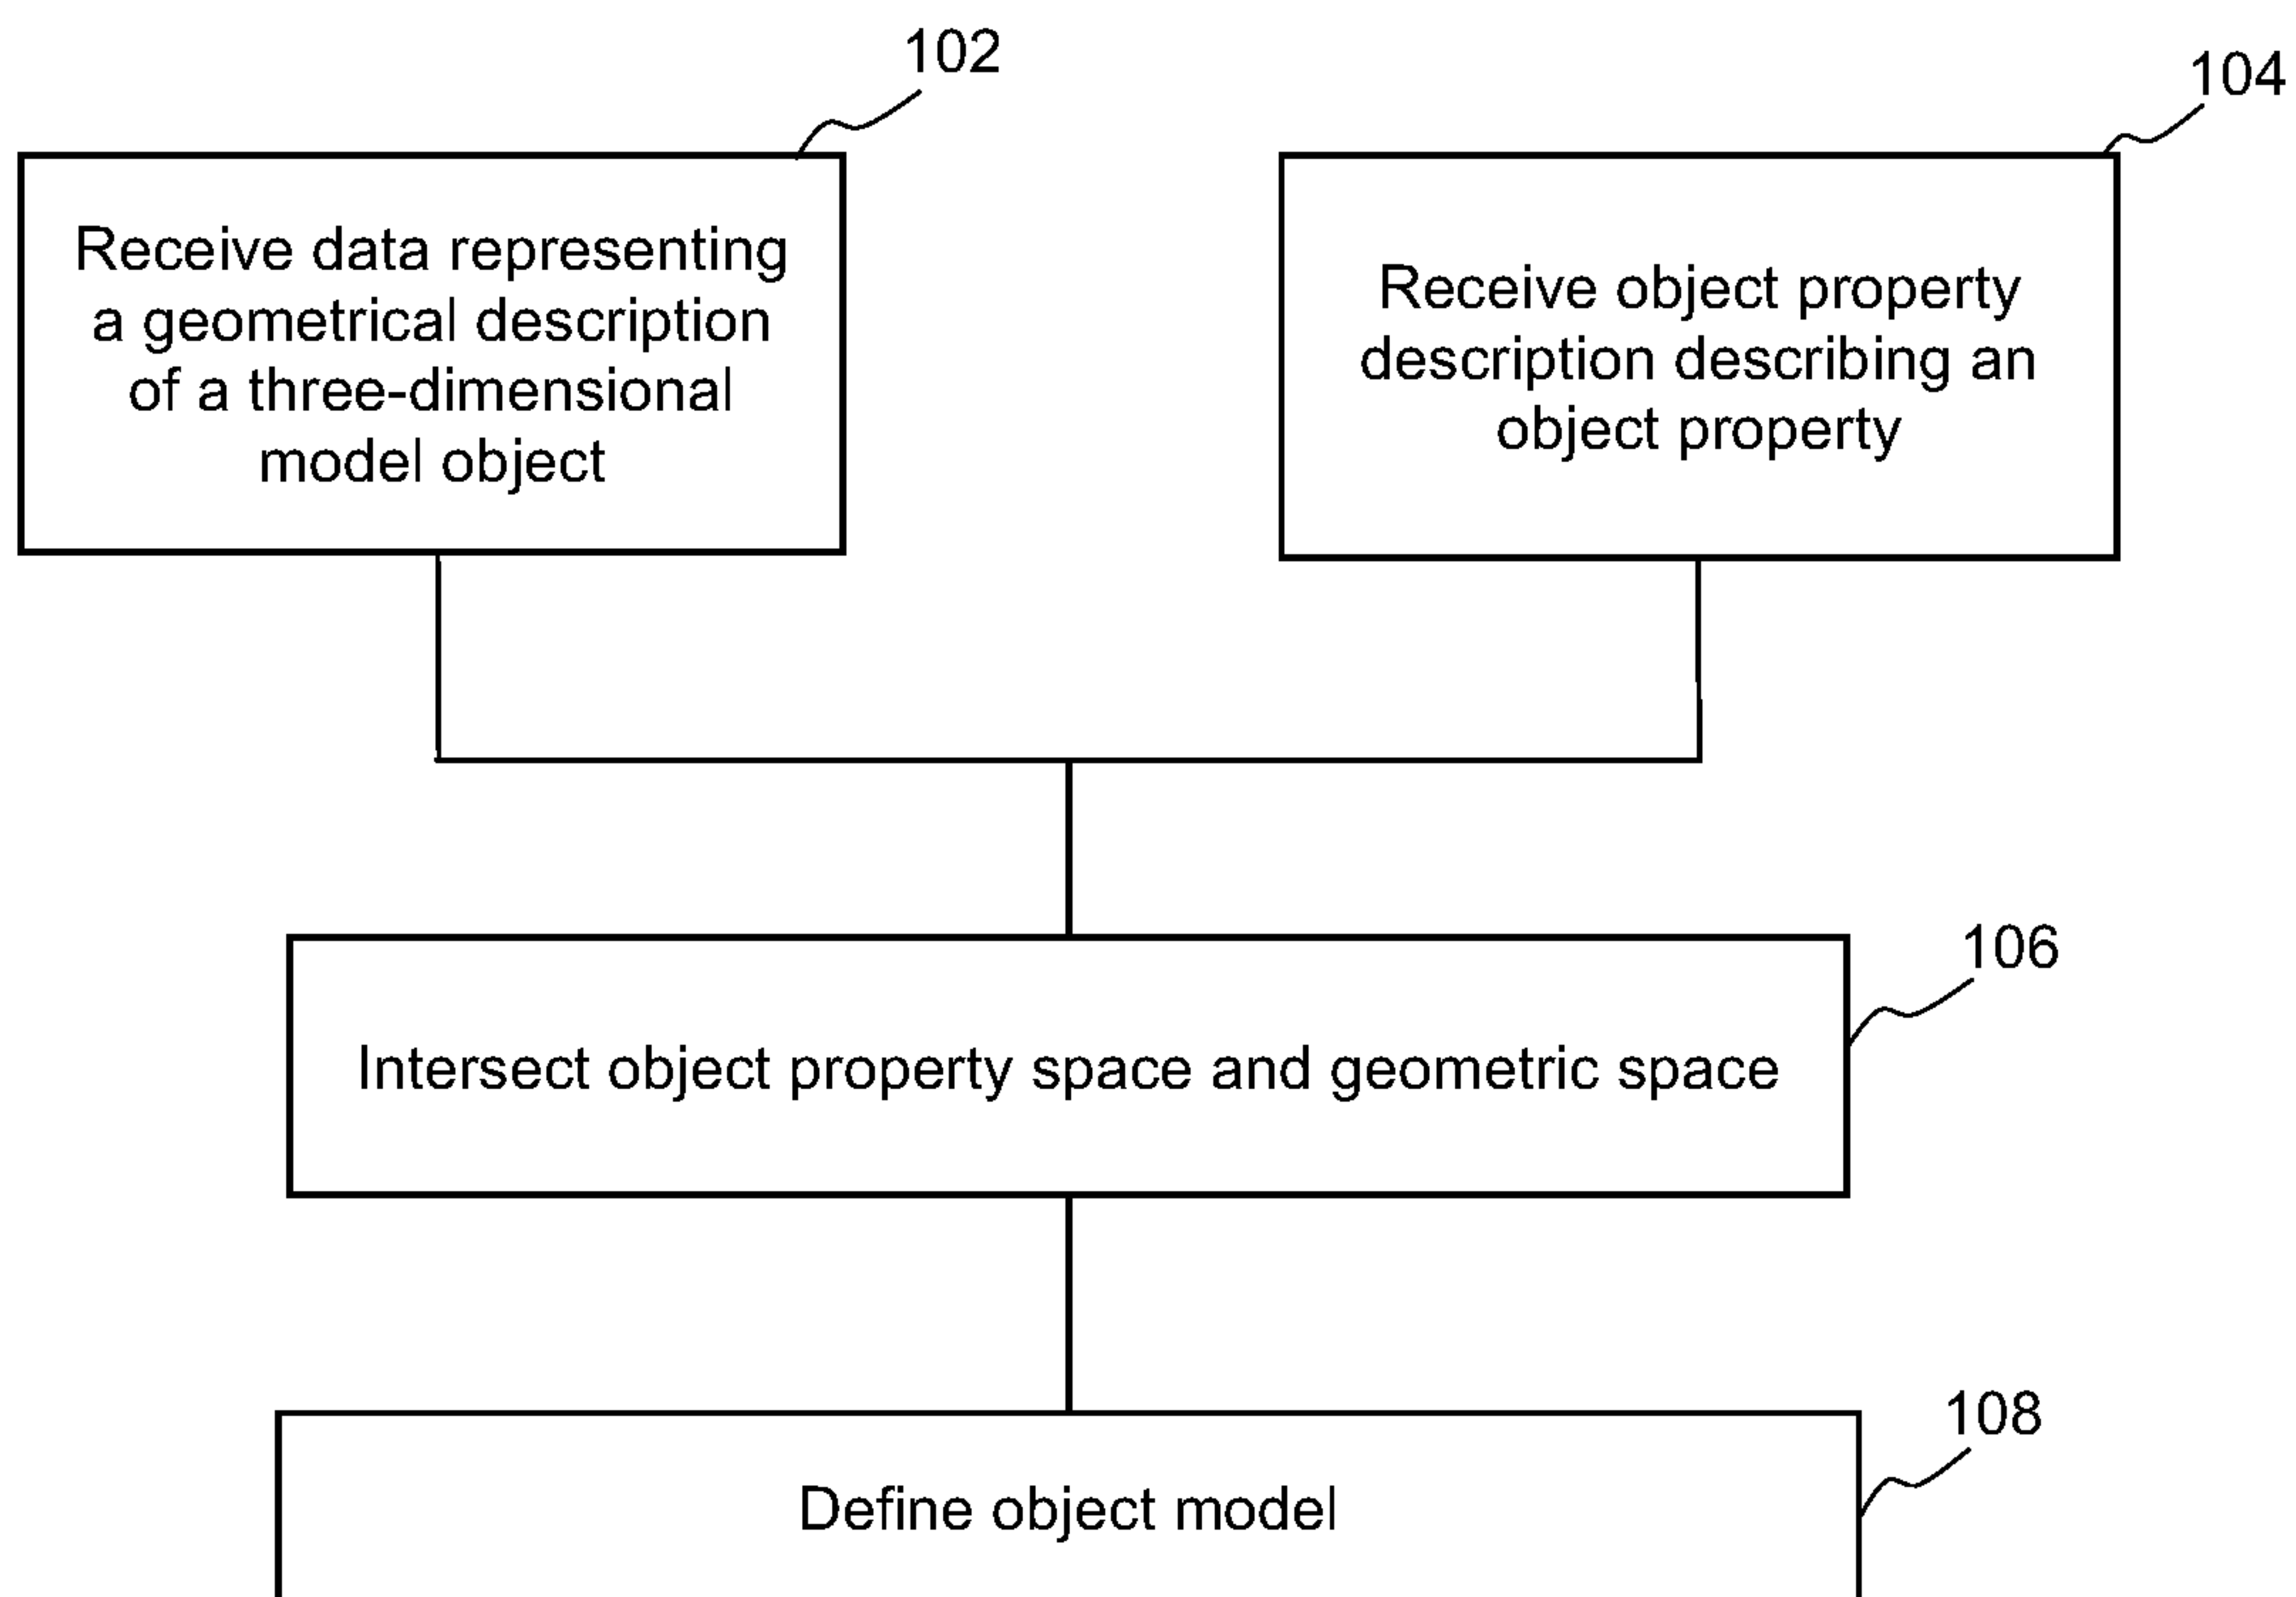 102
104
Receive data representing
a geometrical description
of a three-dimensional
model object
Receive object property
description describing an
object property
106
Intersect object property space and geometric space
108
Define object model